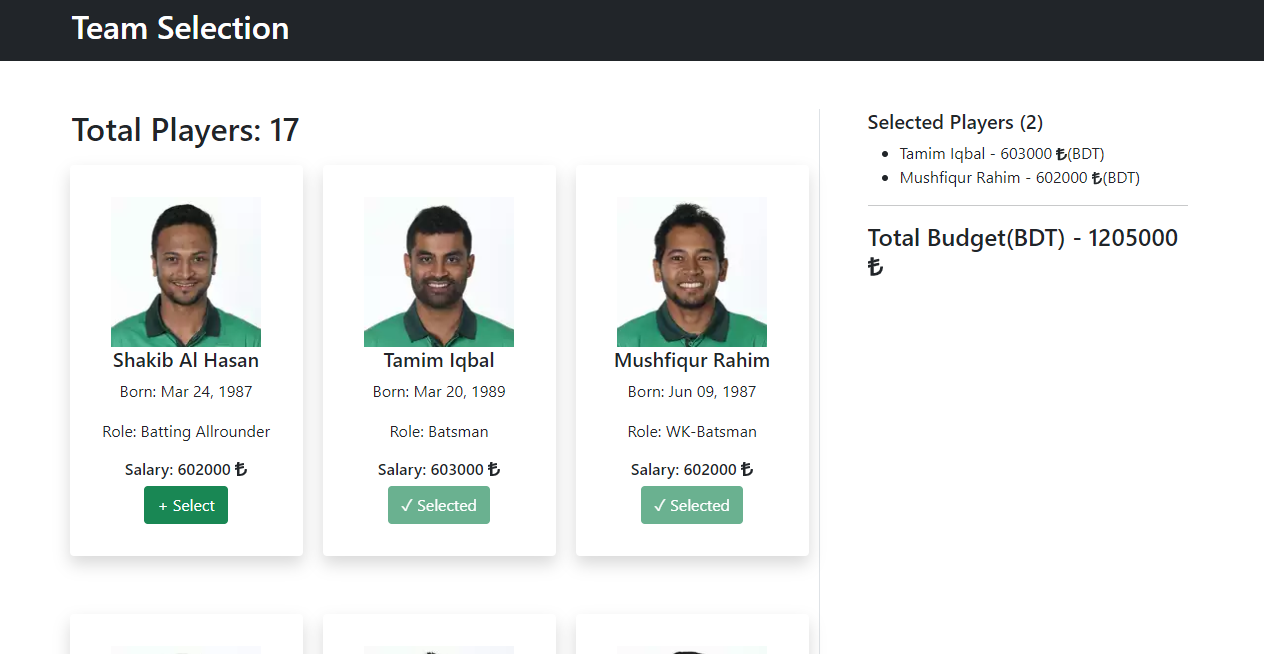 Team Selection
Total Players: 17
Shakib Al Hasan
Born: Mar 24, 1987
Role: Batting Allrounder
Salary: 602000 ₺
+ Select
Tamim Iqbal
Born: Mar 20, 1989
Role: Batsman
Salary: 603000 ₺
✓ Selected
Mushfiqur Rahim
Born: Jun 09, 1987
Role: WK-Batsman
Salary: 602000 ₺
✓ Selected
Selected Players (2)
• Tamim Iqbal - 603000 ₺(BDT)
• Mushfiqur Rahim - 602000 ₺(BDT)
Total Budget(BDT) - 1205000
₺